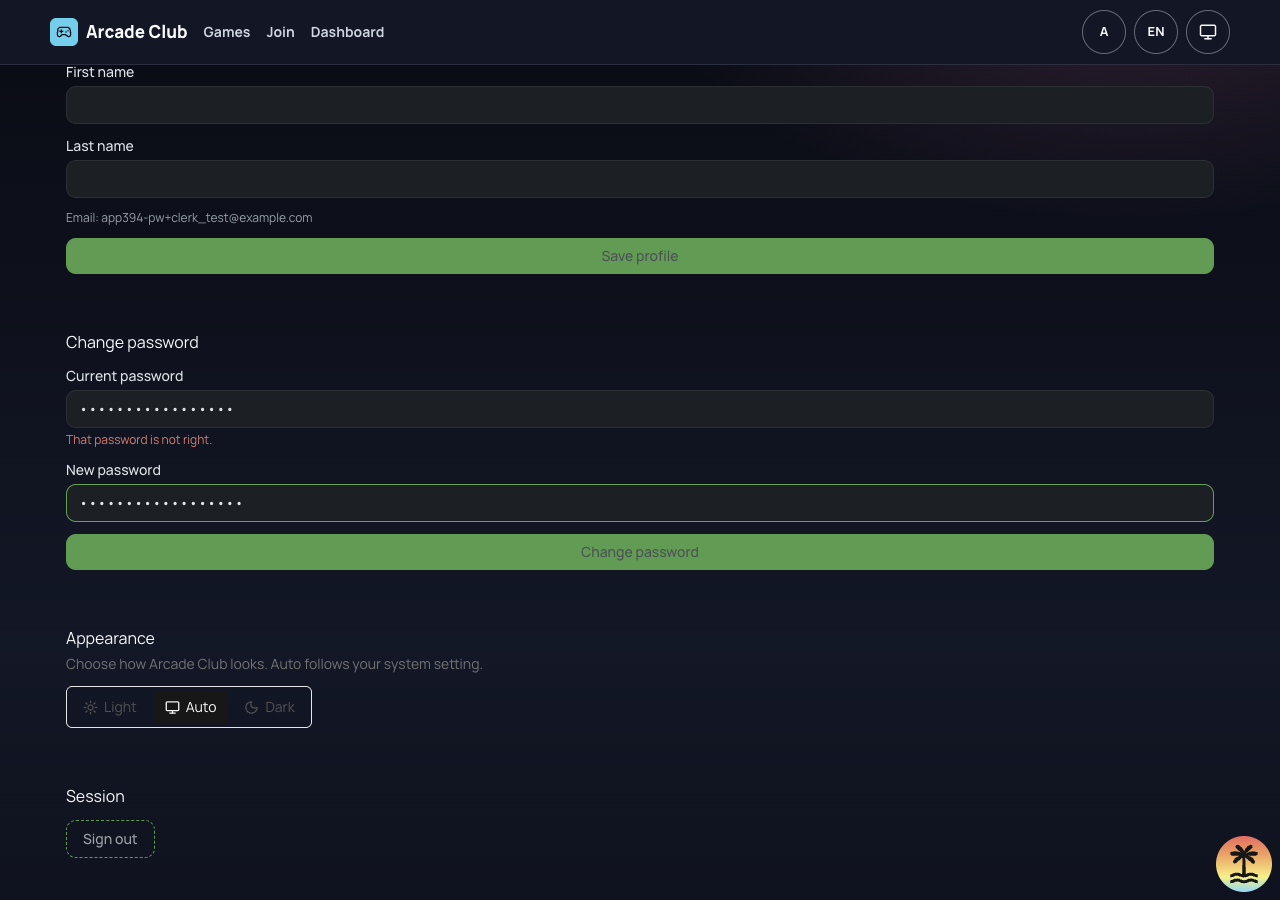 Arcade Club
Games
Join
Dashboard
A
EN
First name
Last name
Email: app394-pw+clerk_test@example.com
Save profile
Change password
Current password
•••••••••••••••••
That password is not right.
New password
••••••••••••••••••
Change password
Appearance
Choose how Arcade Club looks. Auto follows your system setting.
Light
Auto
Dark
Session
Sign out